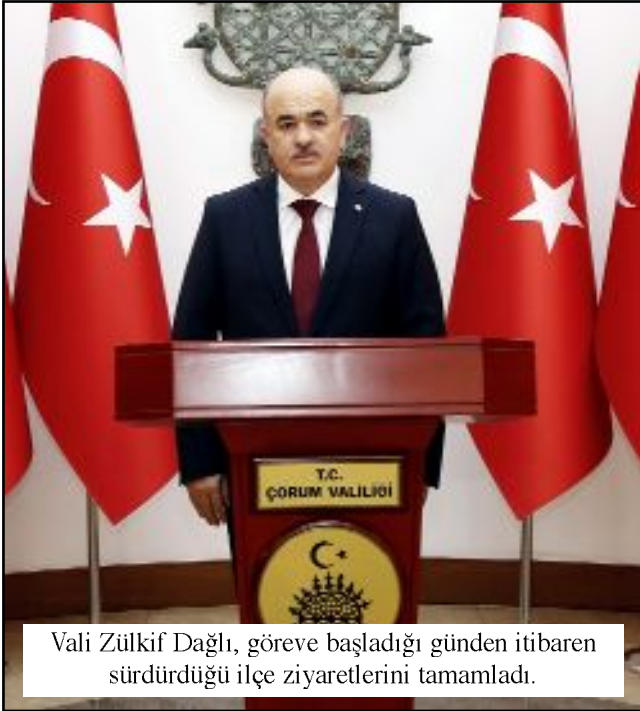 T.C.
ÇORUM VALİLİĞİ
Vali Zülkif Dağlı, göreve başladığı günden itibaren
sürdürdüğü ilçe ziyaretlerini tamamladı.